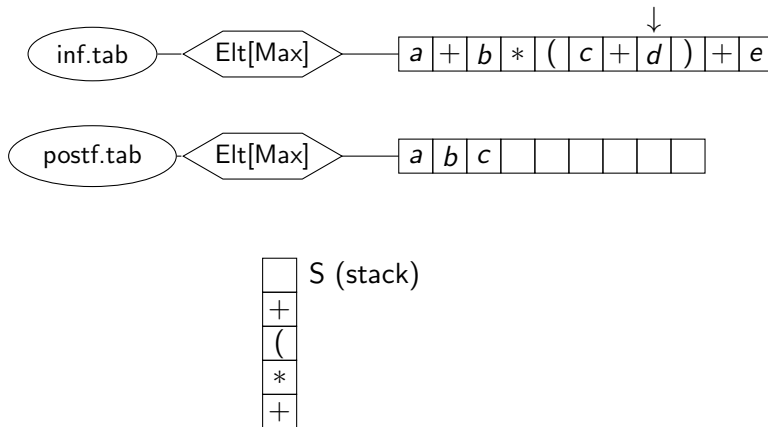 ↓
inf.tab Elt[Max] a + b * ( c + d ) + e
postf.tab Elt[Max] a b c
S (stack)
+
(
*
+